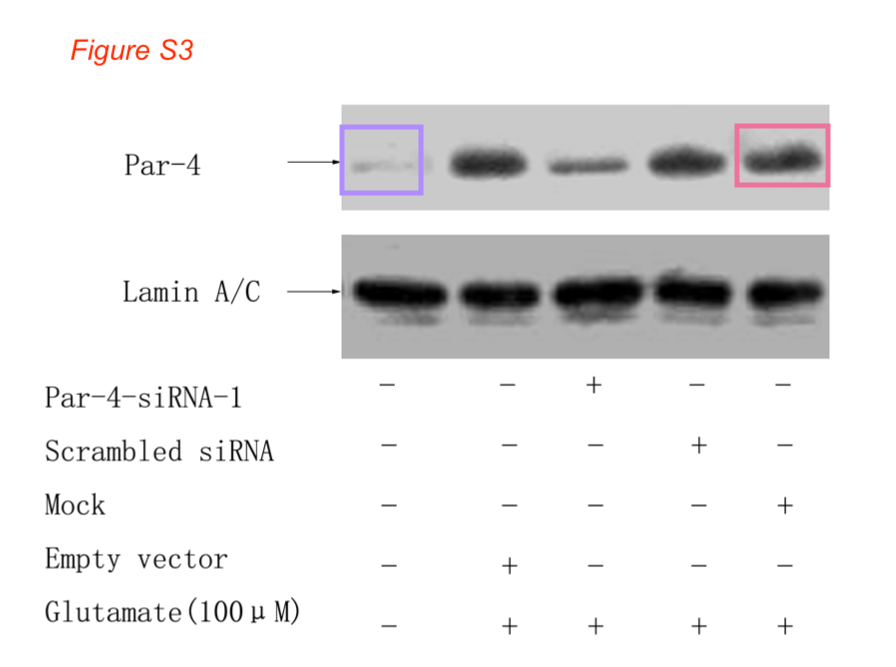 Figure S3
Par-4
Lamin A/C
Par-4-siRNA-1 − − + − −
Scrambled siRNA − − − + −
Mock − − − − +
Empty vector − + − − −
Glutamate(100μM) − + + + +